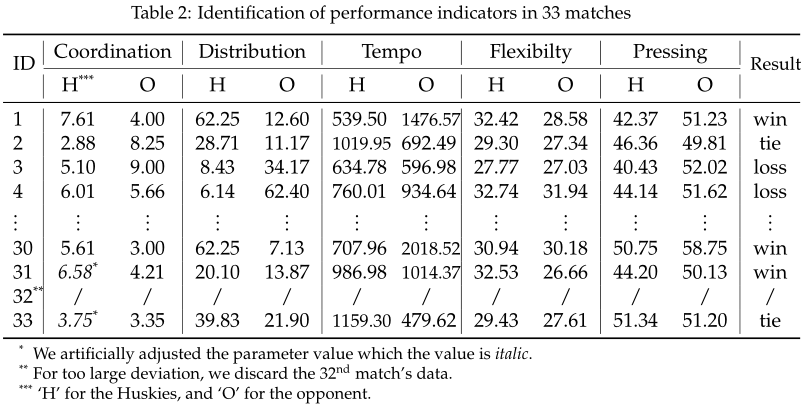 Table 2: Identification of performance indicators in 33 matches
ID Coordination Distribution Tempo Flexibilty Pressing Result
H*** O H O H O H O H O
1 7.61 4.00 62.25 12.60 539.50 1476.57 32.42 28.58 42.37 51.23 win
2 2.88 8.25 28.71 11.17 1019.95 692.49 29.30 27.34 46.36 49.81 tie
3 5.10 9.00 8.43 34.17 634.78 596.98 27.77 27.03 40.43 52.02 loss
4 6.01 5.66 6.14 62.40 760.01 934.64 32.74 31.94 44.14 51.62 loss
⋮ ⋮ ⋮ ⋮ ⋮ ⋮ ⋮ ⋮ ⋮ ⋮ ⋮ ⋮
30 5.61 3.00 62.25 7.13 707.96 2018.52 30.94 30.18 50.75 58.75 win
31 6.58* 4.21 20.10 13.87 986.98 1014.37 32.53 26.66 44.20 50.13 win
32** / / / / / / / / / / /
33 3.75* 3.35 39.83 21.90 1159.30 479.62 29.43 27.61 51.34 51.20 tie
* We artificially adjusted the parameter value which the value is italic.
** For too large deviation, we discard the 32nd match's data.
*** 'H' for the Huskies, and 'O' for the opponent.